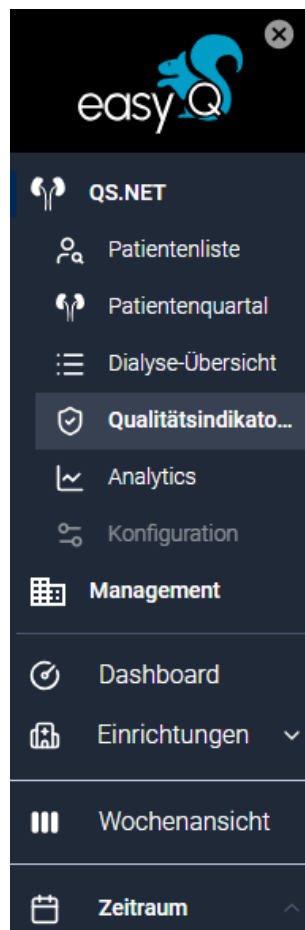 easyQ
QS.NET
Patientenliste
Patientenquartal
Dialyse-Übersicht
Qualitätsindikato...
Analytics
Konfiguration
Management
Dashboard
Einrichtungen
Wochenansicht
Zeitraum